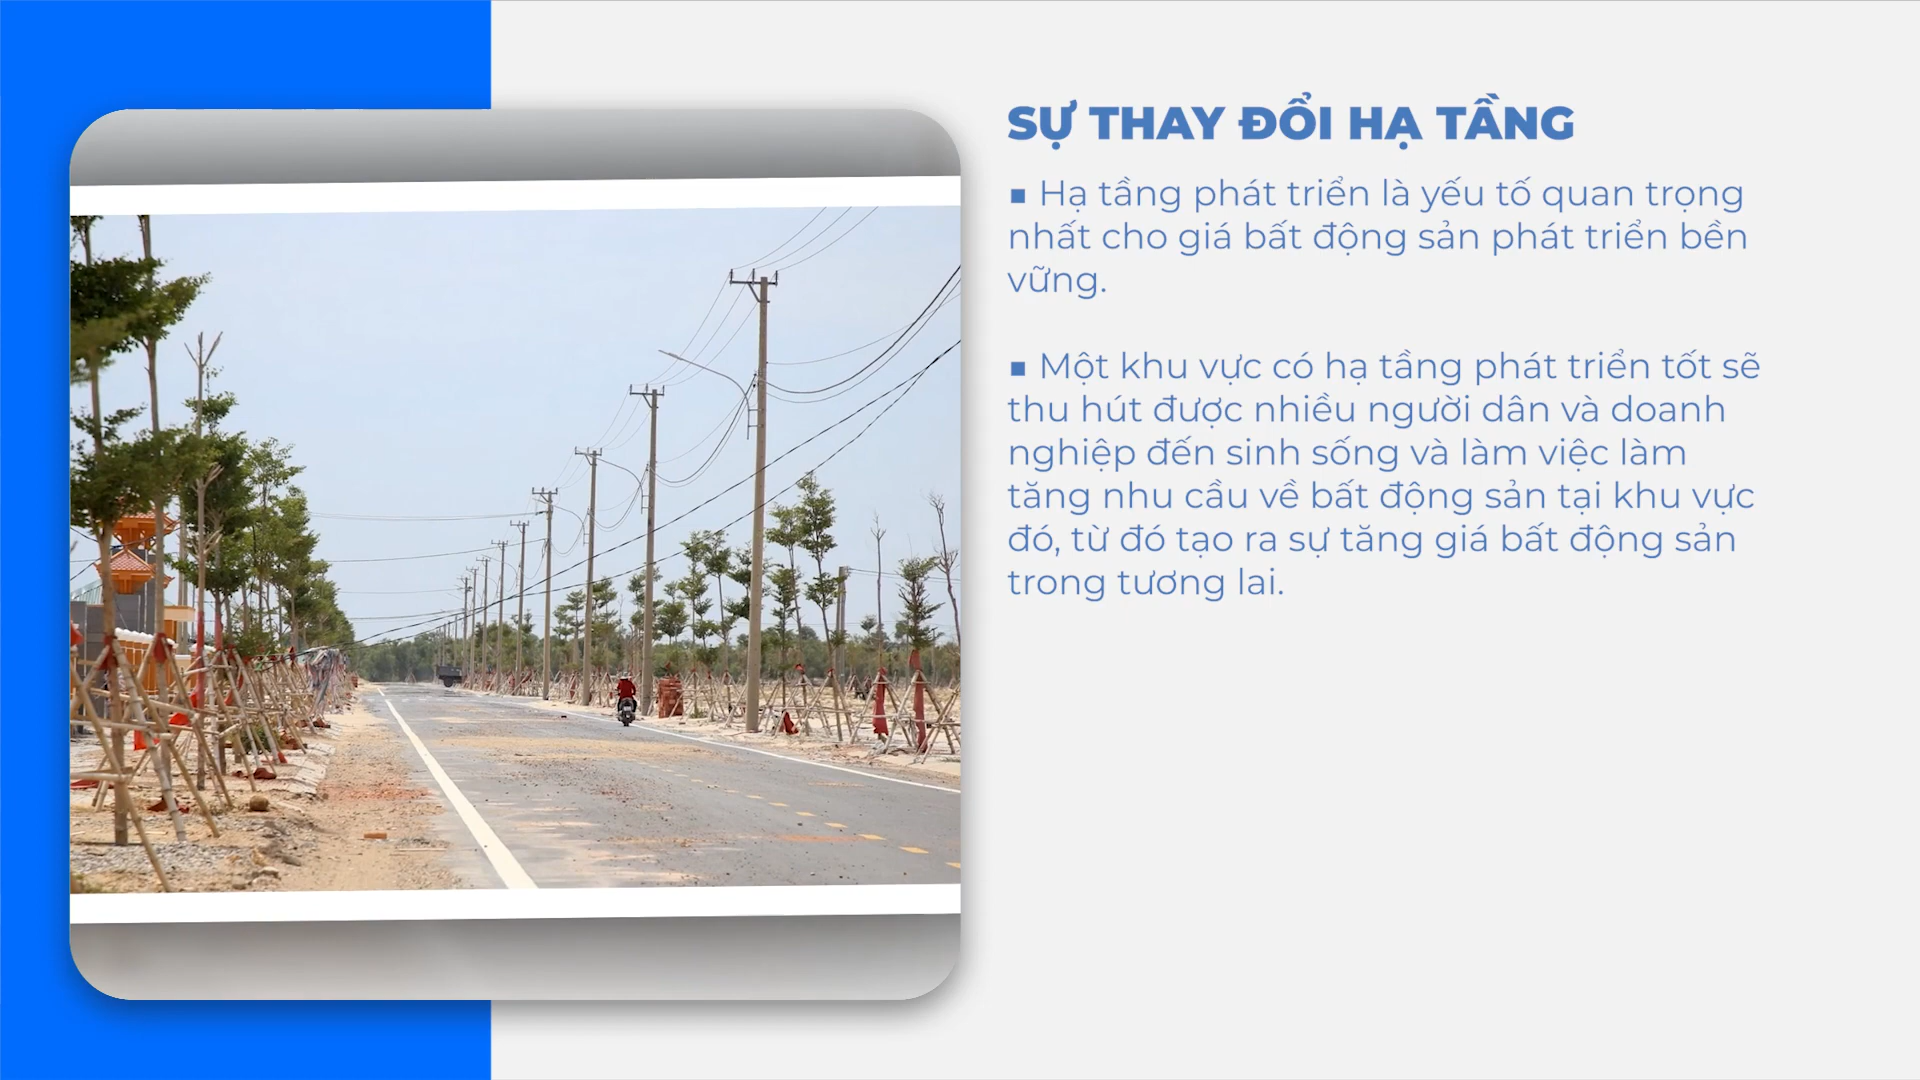 SỰ THAY ĐỔI HẠ TẦNG
▪ Hạ tầng phát triển là yếu tố quan trọng
nhất cho giá bất động sản phát triển bền
vững.
▪ Một khu vực có hạ tầng phát triển tốt sẽ
thu hút được nhiều người dân và doanh
nghiệp đến sinh sống và làm việc làm
tăng nhu cầu về bất động sản tại khu vực
đó, từ đó tạo ra sự tăng giá bất động sản
trong tương lai.